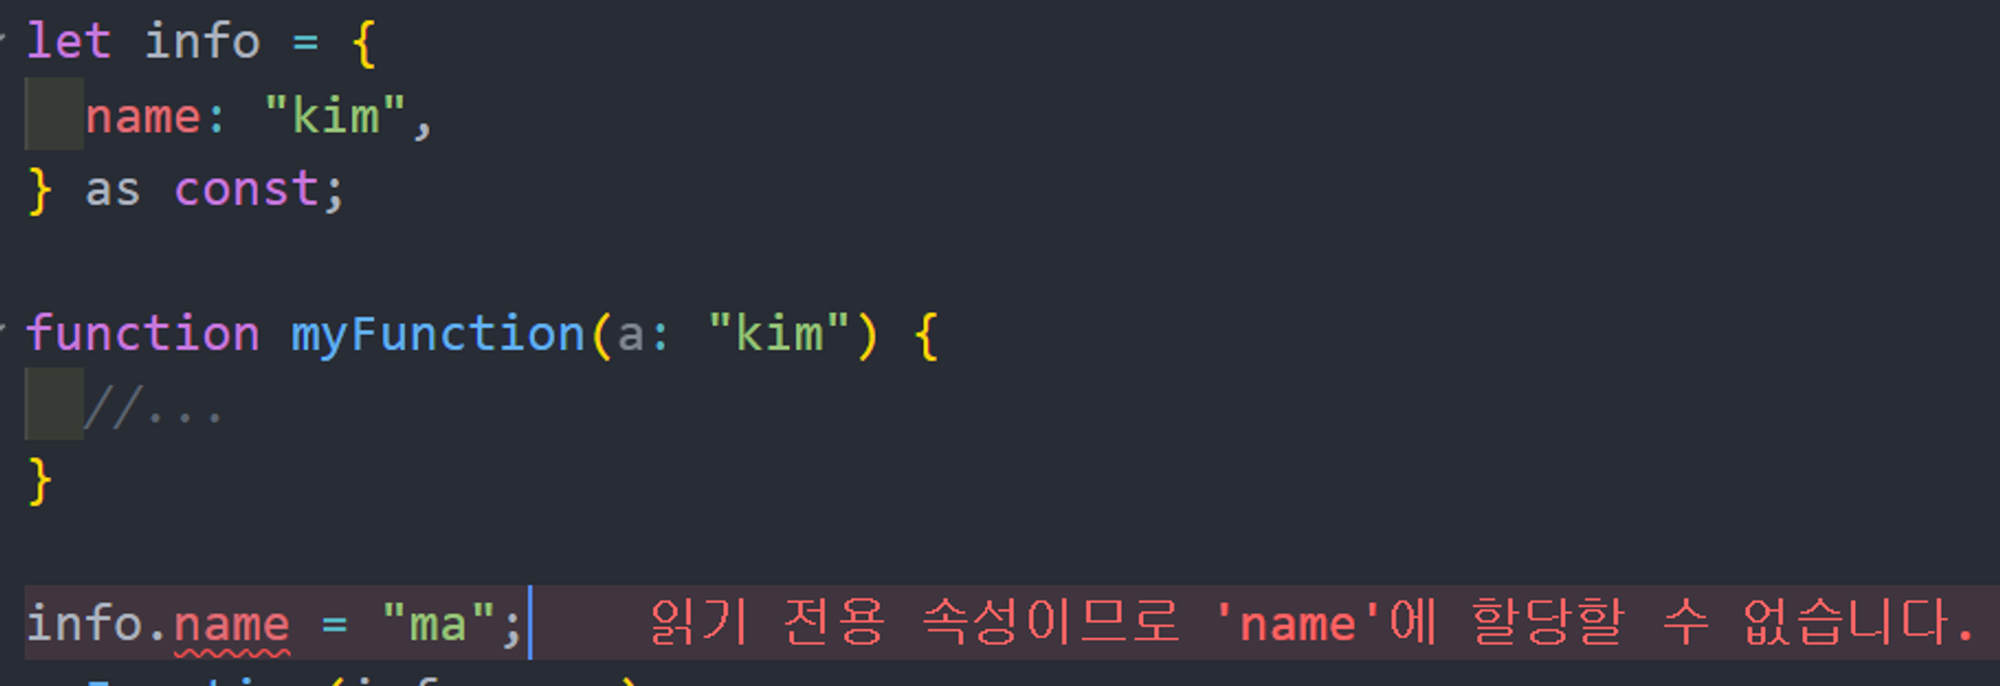 let info = {
name: "kim",
} as const;
function myFunction(a: "kim") {
//...
}
info.name = "ma"; 읽기 전용 속성이므로 'name'에 할당할 수 없습니다.